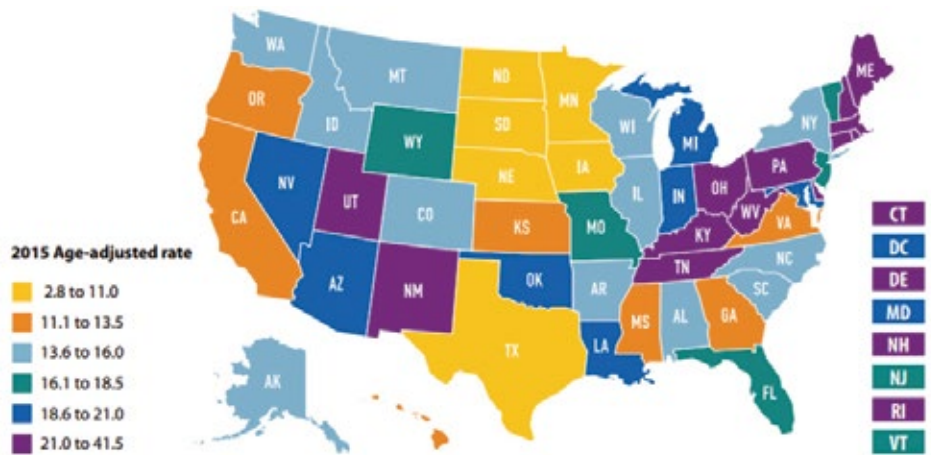 WA
MT
ND
MN
ME
OR
ID
SD
WI
NY
WY
MI
NE
IA
PA
NV
UT
CO
IL
IN
OH
WV
VA
CA
KS
MO
KY
NC
TN
AZ
NM
OK
AR
SC
MS
AL
GA
TX
LA
AK
FL
CT
DC
DE
MD
NH
NJ
RI
VT
2015 Age-adjusted rate
2.8 to 11.0
11.1 to 13.5
13.6 to 16.0
16.1 to 18.5
18.6 to 21.0
21.0 to 41.5